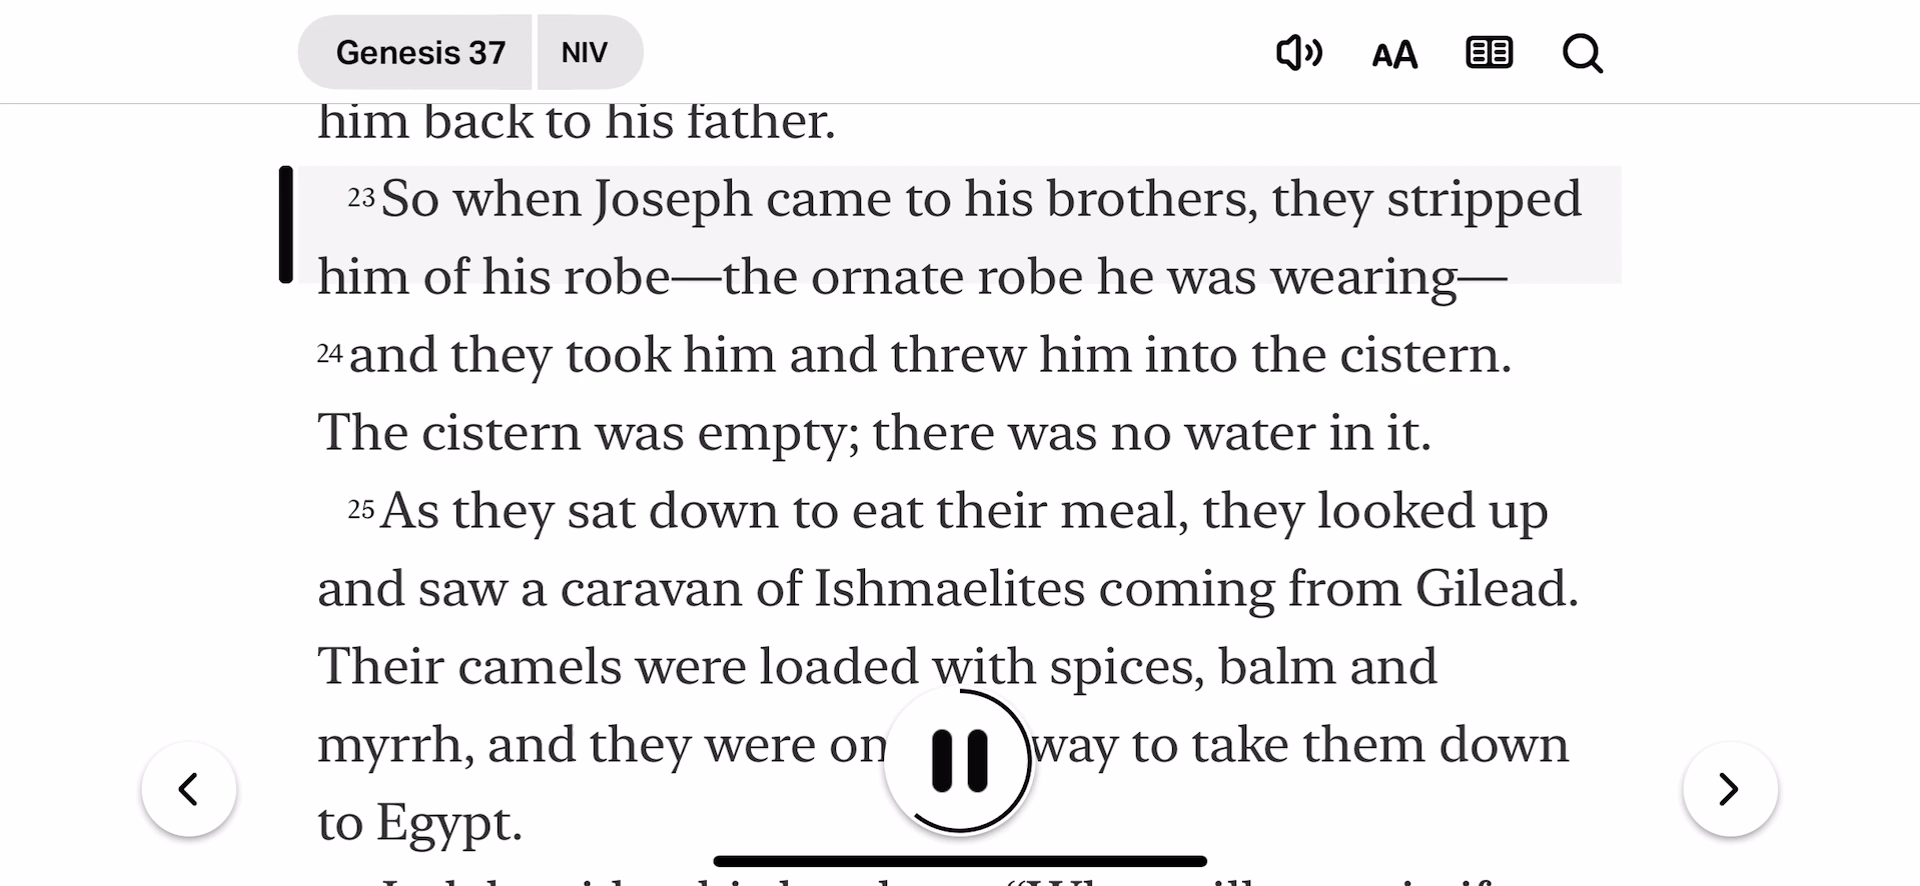 Genesis 37 NIV AA
him back to his father.
23 So when Joseph came to his brothers, they stripped
him of his robe—the ornate robe he was wearing—
24 and they took him and threw him into the cistern.
The cistern was empty; there was no water in it.
25 As they sat down to eat their meal, they looked up
and saw a caravan of Ishmaelites coming from Gilead.
Their camels were loaded with spices, balm and
myrrh, and they were on way to take them down
to Egypt.